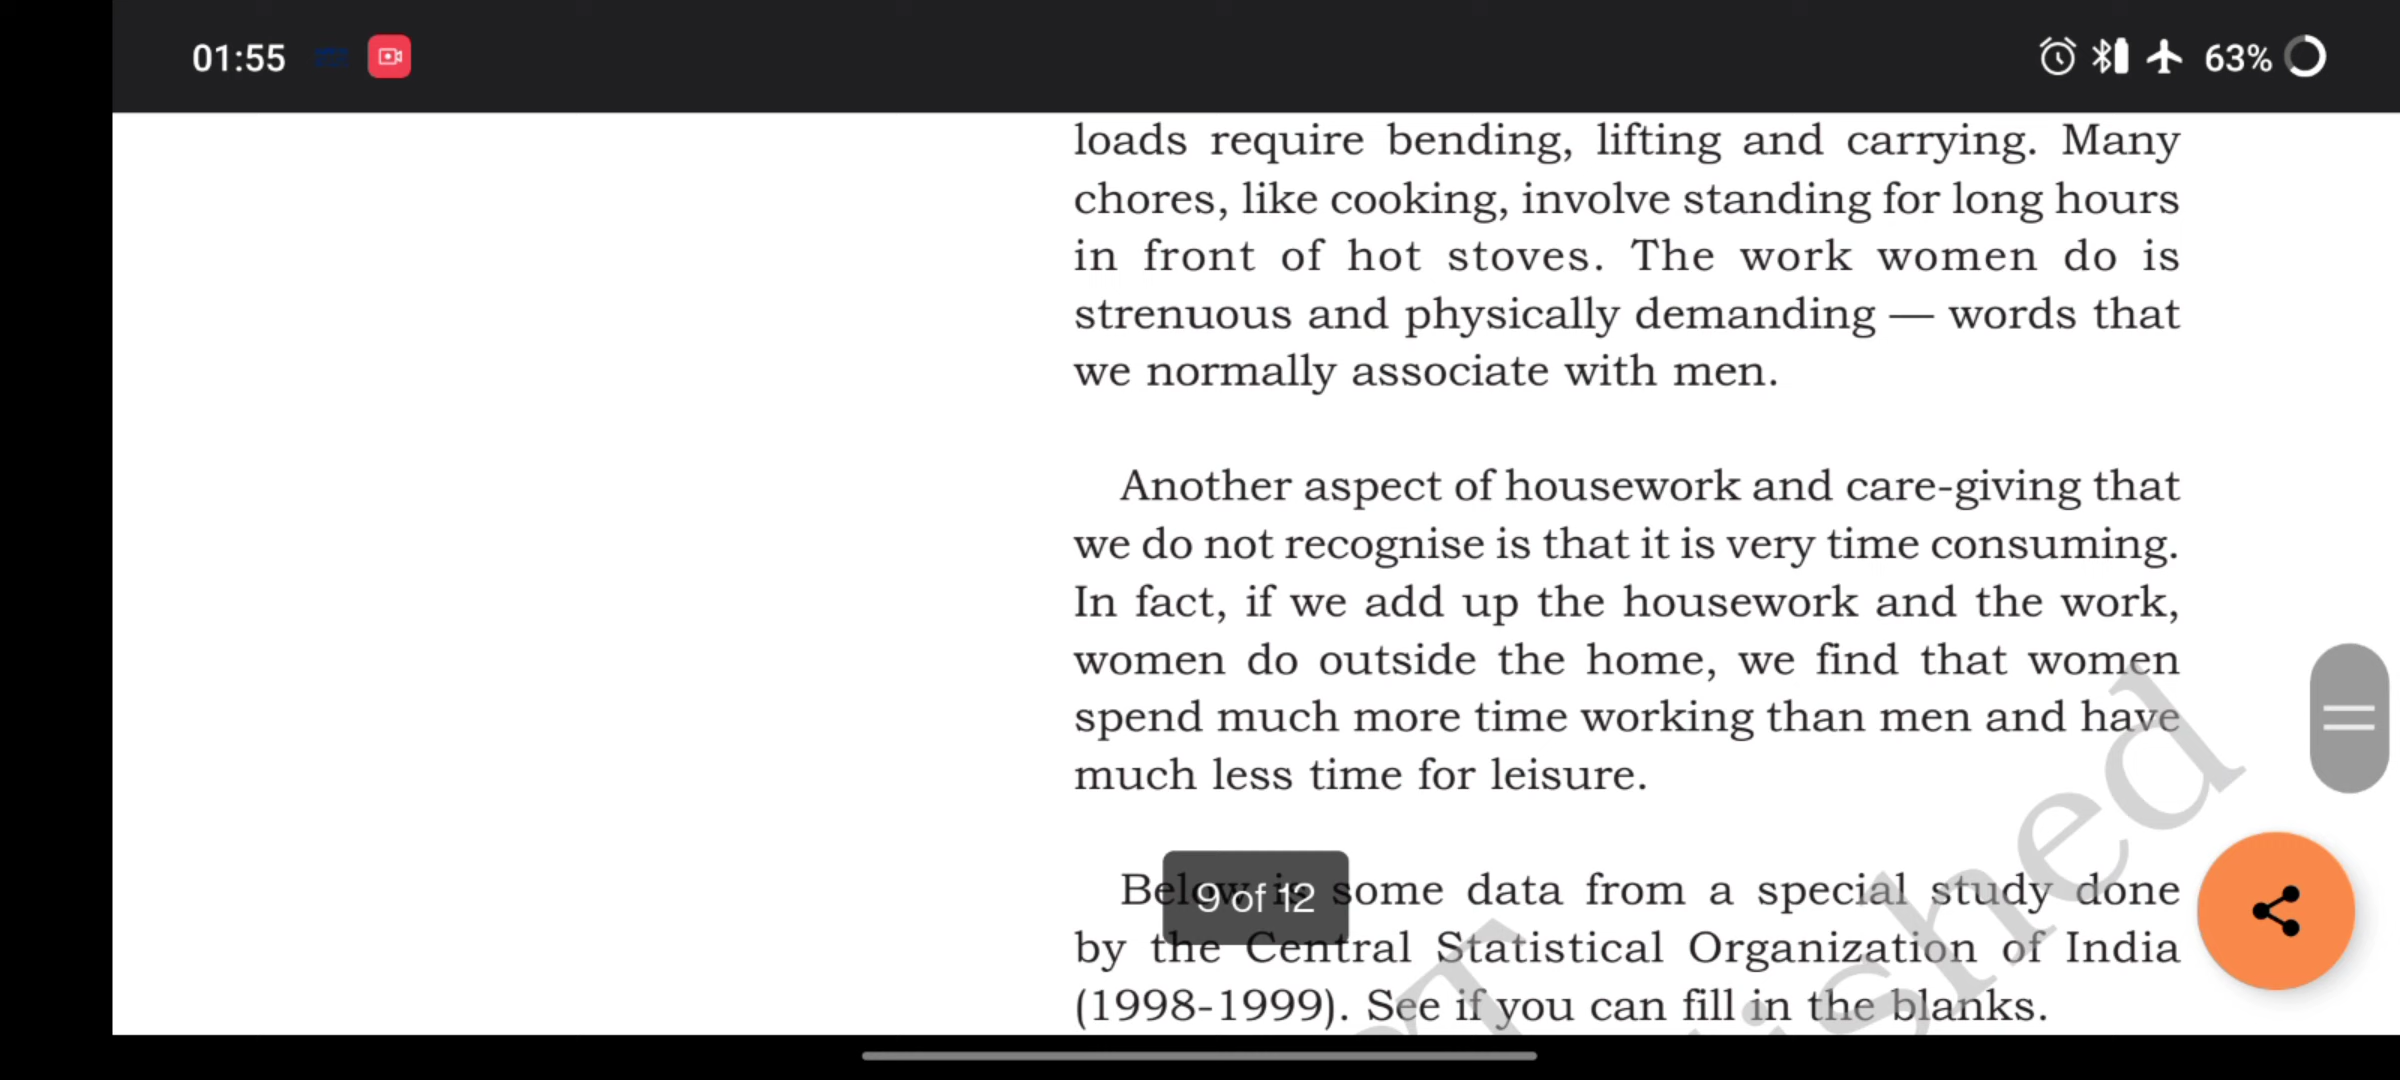 01:55
63%
loads require bending, lifting and carrying. Many
chores, like cooking, involve standing for long hours
in front of hot stoves. The work women do is
strenuous and physically demanding — words that
we normally associate with men.
Another aspect of housework and care-giving that
we do not recognise is that it is very time consuming.
In fact, if we add up the housework and the work,
women do outside the home, we find that women
spend much more time working than men and have
much less time for leisure.
Below is some data from a special study done
9 of 12
by the Central Statistical Organization of India
(1998-1999). See if you can fill in the blanks.